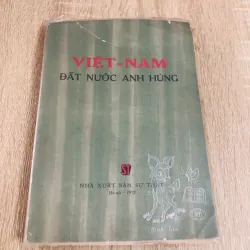 VIỆT-NAM
ĐẤT NƯỚC ANH HÙNG
NHÀ XUẤT BẢN SỰ THẬT